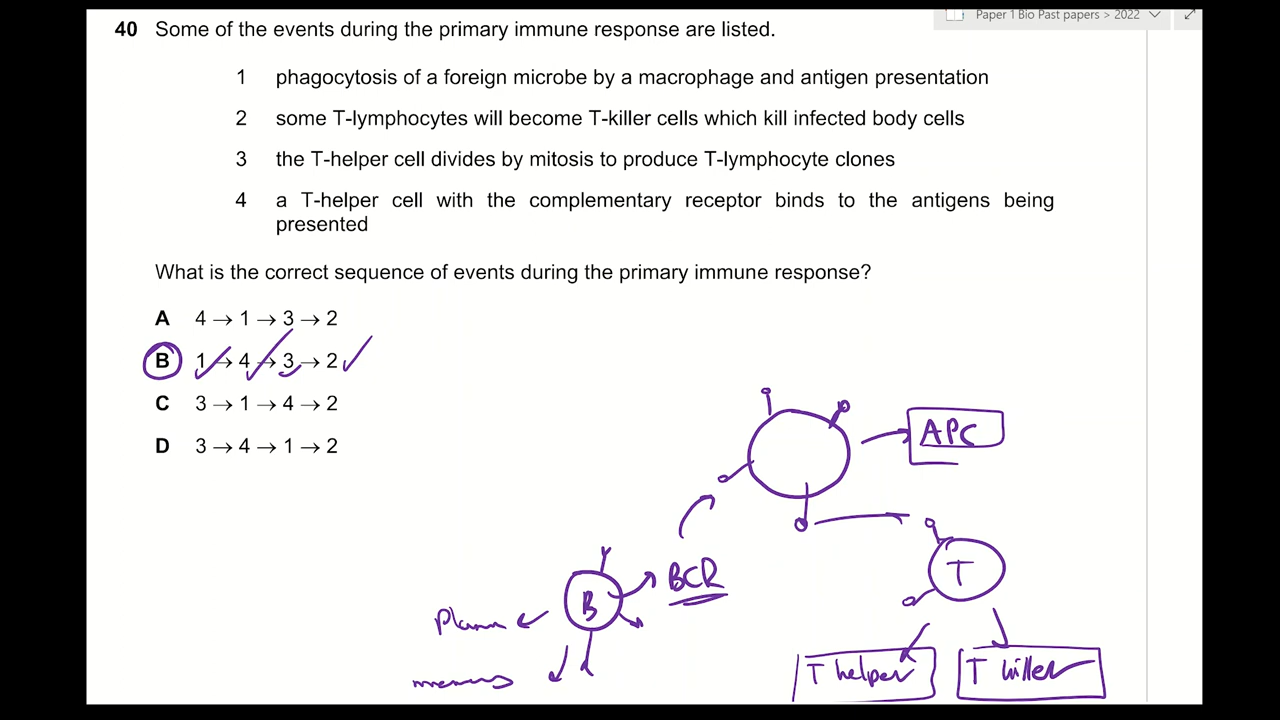 Paper 1 Bio Past papers > 2022
40 Some of the events during the primary immune response are listed.
1 phagocytosis of a foreign microbe by a macrophage and antigen presentation
2 some T-lymphocytes will become T-killer cells which kill infected body cells
3 the T-helper cell divides by mitosis to produce T-lymphocyte clones
4 a T-helper cell with the complementary receptor binds to the antigens being
presented
What is the correct sequence of events during the primary immune response?
A 4 → 1 → 3 → 2
B 1 → 4 → 3 → 2
C 3 → 1 → 4 → 2
D 3 → 4 → 1 → 2
APC
T
BCR
B
T helper
T killer